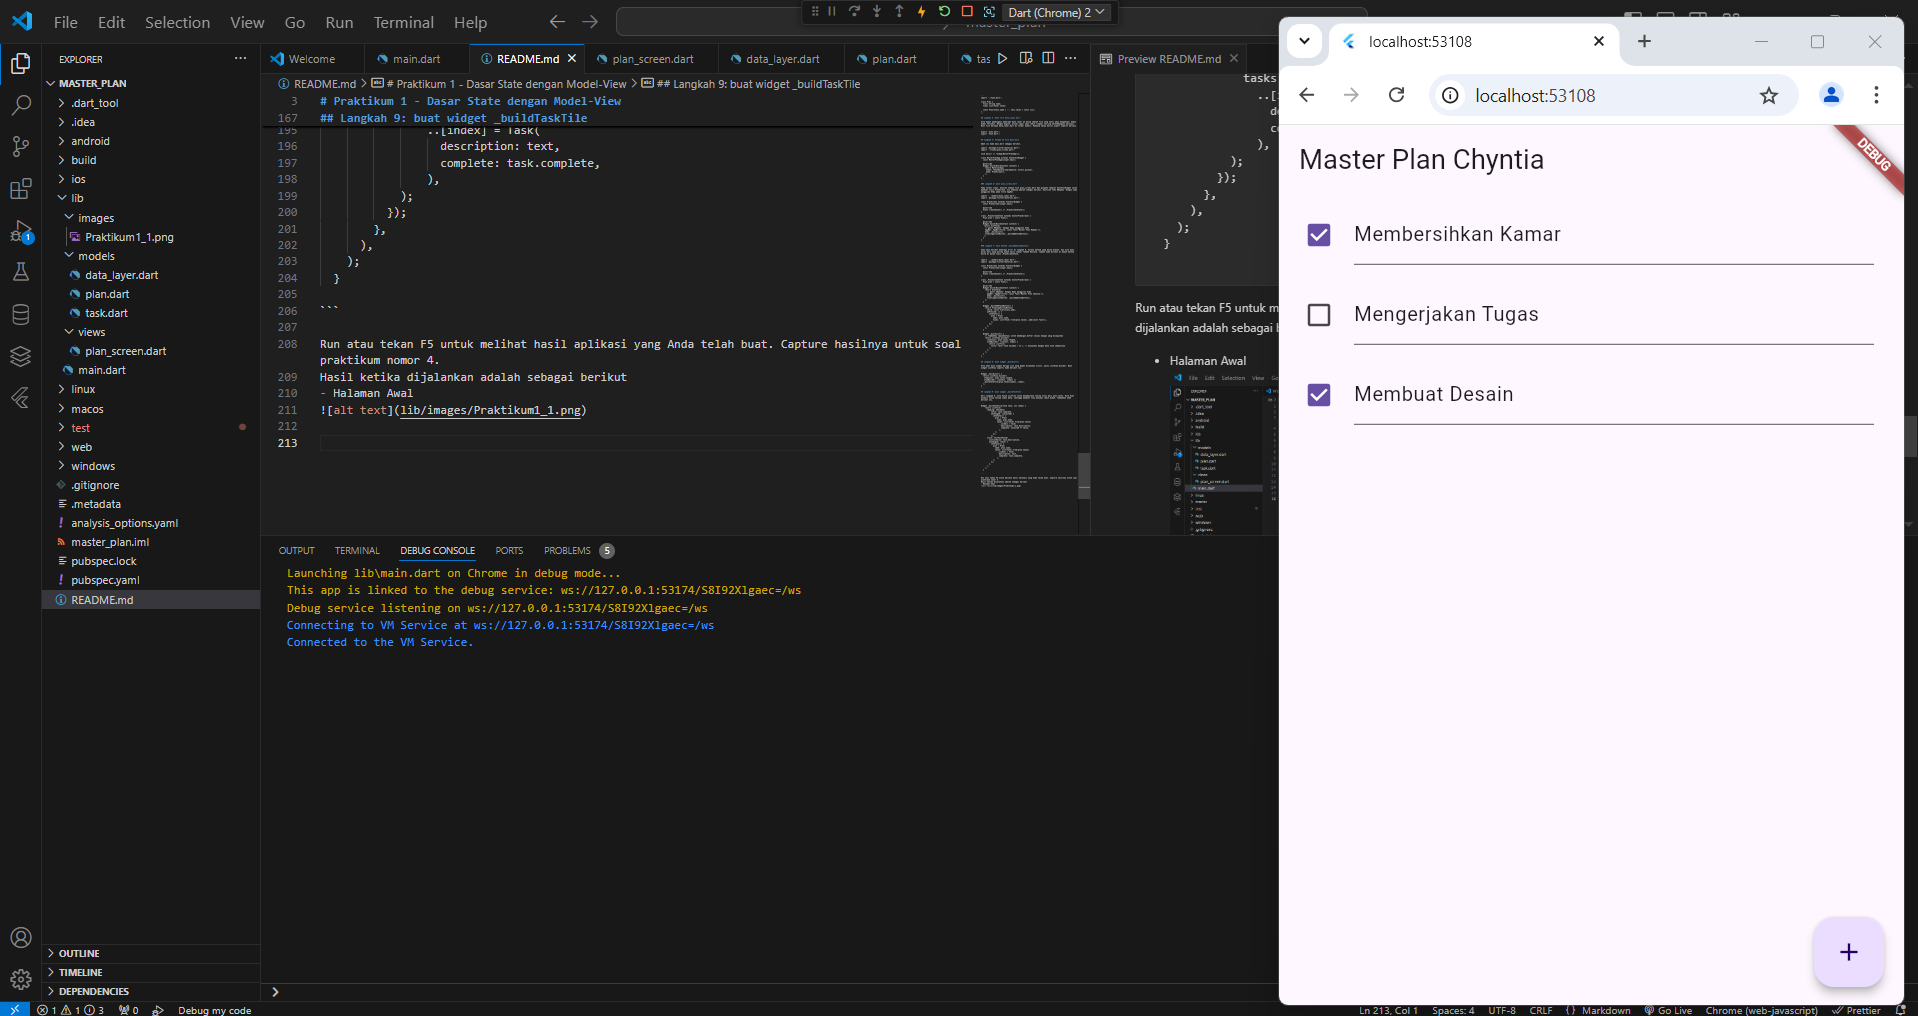 File Edit Selection View Go Run Terminal Help
Dart (Chrome) 2
EXPLORER
MASTER_PLAN
.dart_tool
.idea
android
build
ios
lib
images
Praktikum1_1.png
models
data_layer.dart
plan.dart
task.dart
views
plan_screen.dart
main.dart
linux
macos
test
web
windows
.gitignore
.metadata
analysis_options.yaml
master_plan.iml
pubspec.lock
pubspec.yaml
README.md
OUTLINE
TIMELINE
DEPENDENCIES
Welcome main.dart README.md plan_screen.dart data_layer.dart plan.dart tas
README.md > # Praktikum 1 - Dasar State dengan Model-View > ## Langkah 9: buat widget _buildTaskTile
3 # Praktikum 1 - Dasar State dengan Model-View
167 ## Langkah 9: buat widget _buildTaskTile
195 ..[index] = Task(
196 description: text,
197 complete: task.complete,
198 ),
199 );
200 });
201 },
202 ),
203 );
204 }
205
206 ```
207
208 Run atau tekan F5 untuk melihat hasil aplikasi yang Anda telah buat. Capture hasilnya untuk soal
praktikum nomor 4.
209 Hasil ketika dijalankan adalah sebagai berikut
210 - Halaman Awal
211 ![alt text](lib/images/Praktikum1_1.png)
212
213
Preview README.md
tasks
..[
de
co
),
);
});
},
),
);
}
Run atau tekan F5 untuk m
dijalankan adalah sebagai b
• Halaman Awal
OUTPUT TERMINAL DEBUG CONSOLE PORTS PROBLEMS 5
Launching lib\main.dart on Chrome in debug mode...
This app is linked to the debug service: ws://127.0.0.1:53174/S8I92Xlgaec=/ws
Debug service listening on ws://127.0.0.1:53174/S8I92Xlgaec=/ws
Connecting to VM Service at ws://127.0.0.1:53174/S8I92Xlgaec=/ws
Connected to the VM Service.
localhost:53108
localhost:53108
DEBUG
Master Plan Chyntia
Membersihkan Kamar
Mengerjakan Tugas
Membuat Desain
1 1 3 0 Debug my code
Ln 213, Col 1 Spaces: 4 UTF-8 CRLF {} Markdown Go Live Chrome (web-javascript) Prettier